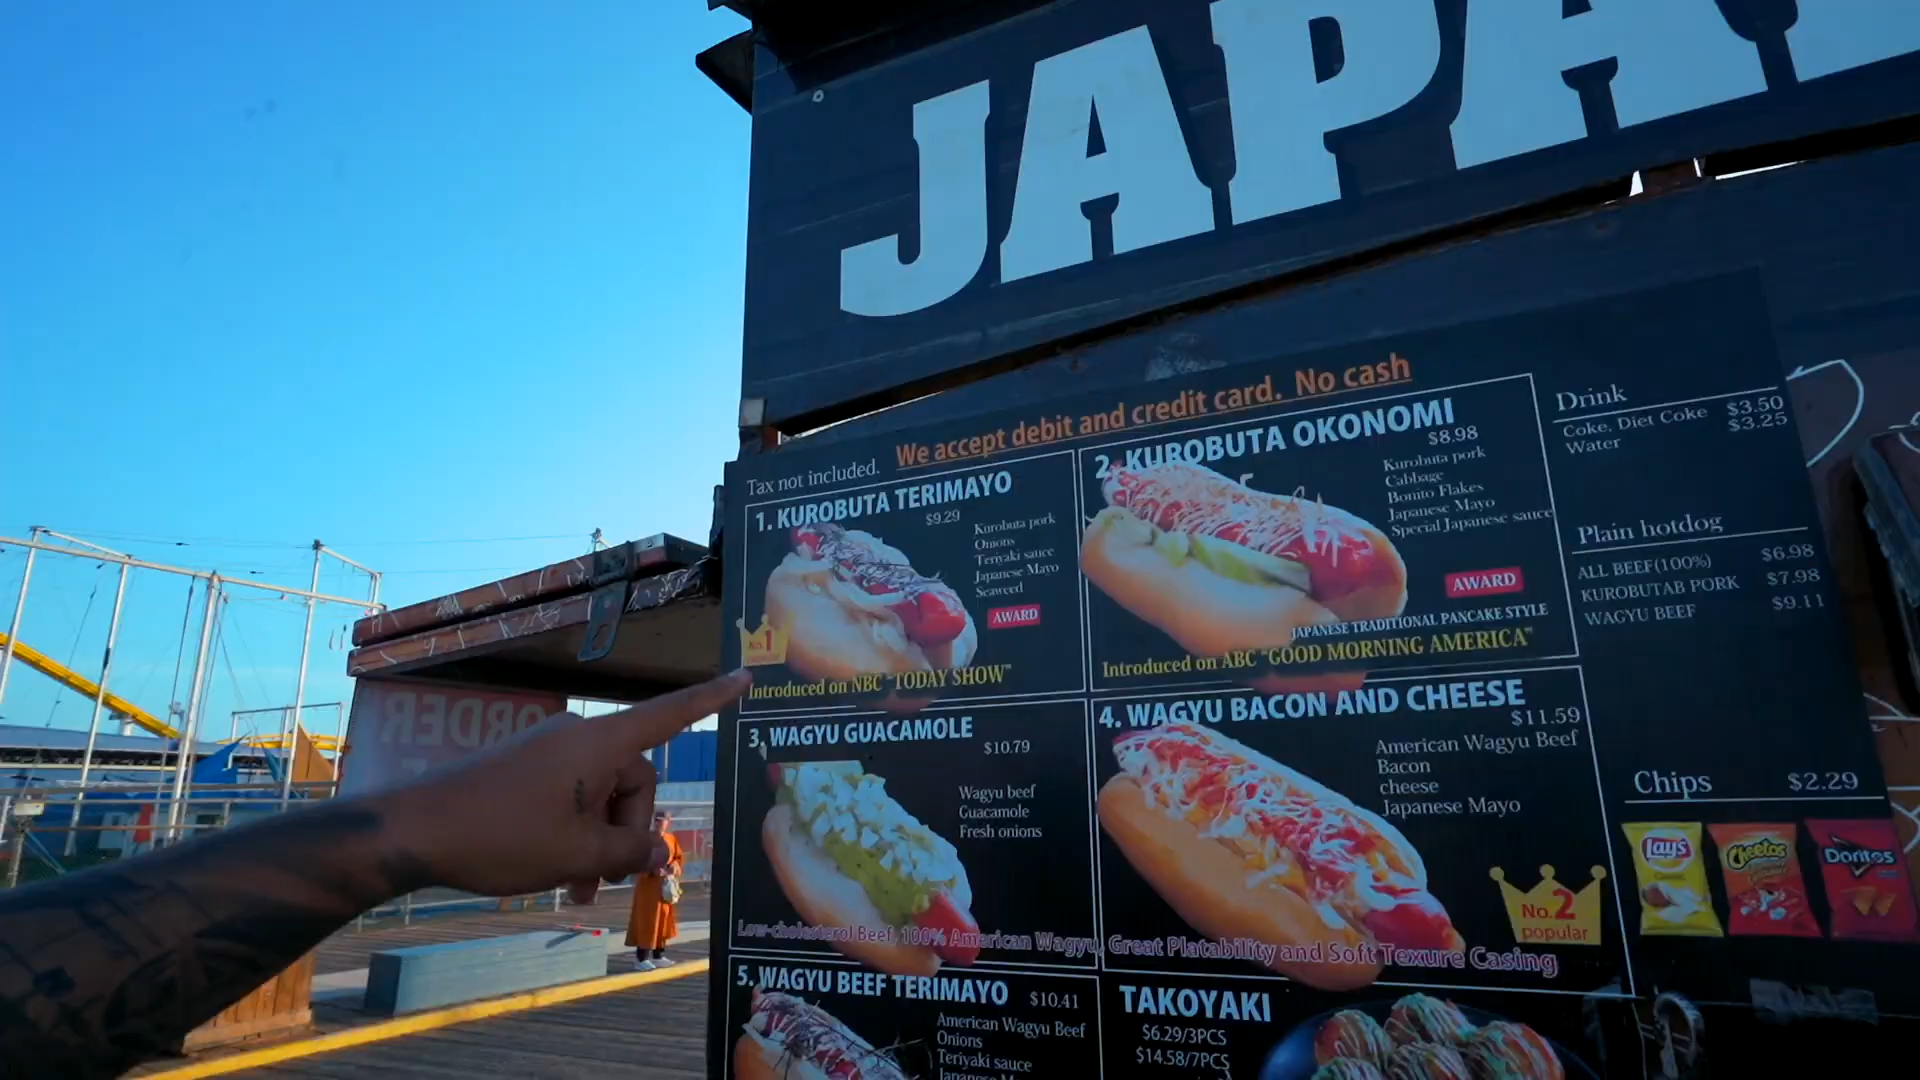 JAPA
We accept debit and credit card. No cash
Tax not included.
1. KUROBUTA TERIMAYO
$9.29
Kurobuta pork
Onions
Teriyaki sauce
Japanese Mayo
Seaweed
AWARD
No.1
Introduced on NBC "TODAY SHOW"
2. KUROBUTA OKONOMI
$8.98
Kurobuta pork
Cabbage
Bonito Flakes
Japanese Mayo
Special Japanese sauce
AWARD
JAPANESE TRADITIONAL PANCAKE STYLE
Introduced on ABC "GOOD MORNING AMERICA"
3. WAGYU GUACAMOLE
$10.79
Wagyu beef
Guacamole
Fresh onions
4. WAGYU BACON AND CHEESE
$11.59
American Wagyu Beef
Bacon
cheese
Japanese Mayo
No.2
popular
Low-cholesterol Beef, 100% American Wagyu, Great Platability and Soft Texure Casing
5. WAGYU BEEF TERIMAYO $10.41
American Wagyu Beef
Onions
Teriyaki sauce
Japanese Mayo
TAKOYAKI
$6.29/3PCS
$14.58/7PCS
Drink
Coke, Diet Coke $3.50
Water $3.25
Plain hotdog
ALL BEEF(100%) $6.98
KUROBUTAB PORK $7.98
WAGYU BEEF $9.11
Chips $2.29
Lay's
Cheetos
Doritos
ORDER